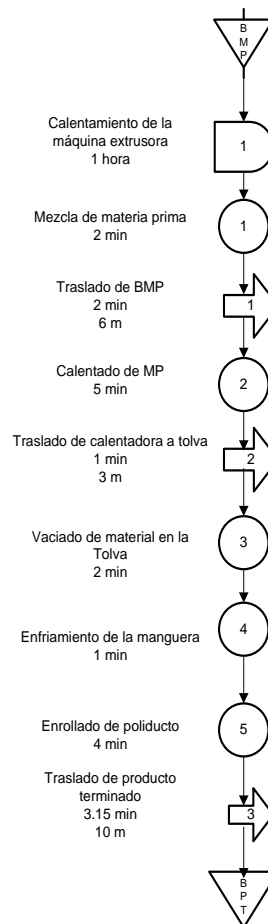 B
M
P
Calentamiento de la
máquina extrusora
1 hora
1
Mezcla de materia prima
2 min
1
Traslado de BMP
2 min
6 m
1
Calentado de MP
5 min
2
Traslado de calentadora a tolva
1 min
3 m
2
Vaciado de material en la
Tolva
2 min
3
Enfriamiento de la manguera
1 min
4
Enrollado de poliducto
4 min
5
Traslado de producto
terminado
3.15 min
10 m
3
B
P
T